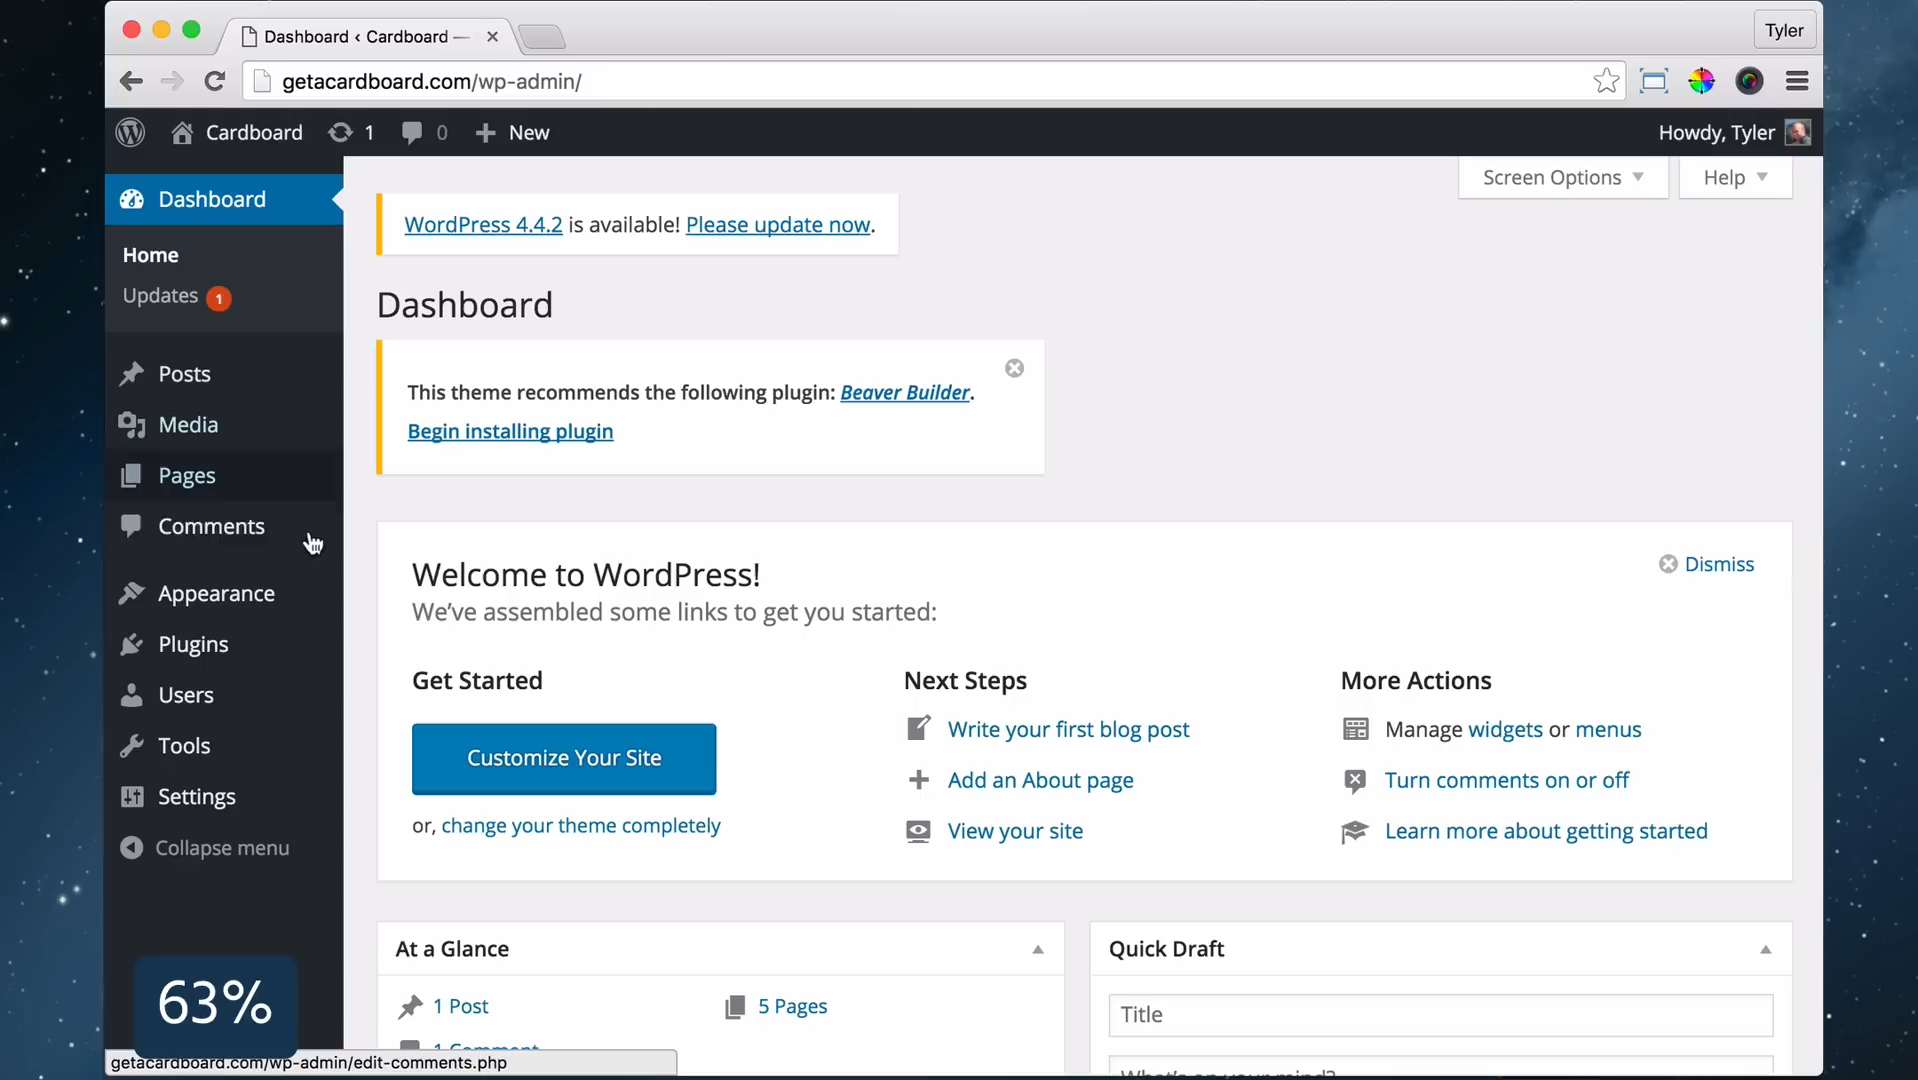 Dashboard ‹ Cardboard —
Tyler
getacardboard.com/wp-admin/
Cardboard 1 0 New
Howdy, Tyler
Dashboard
Home
Updates 1
Posts
Media
Pages
Comments
Appearance
Plugins
Users
Tools
Settings
Collapse menu
63%
getacardboard.com/wp-admin/edit-comments.php
Screen Options
Help
WordPress 4.4.2 is available! Please update now.
Dashboard
This theme recommends the following plugin: Beaver Builder.
Begin installing plugin
Welcome to WordPress!
We've assembled some links to get you started:
Dismiss
Get Started
Customize Your Site
or, change your theme completely
Next Steps
Write your first blog post
Add an About page
View your site
More Actions
Manage widgets or menus
Turn comments on or off
Learn more about getting started
At a Glance
1 Post
5 Pages
1 Comment
Quick Draft
Title
What's on your mind?